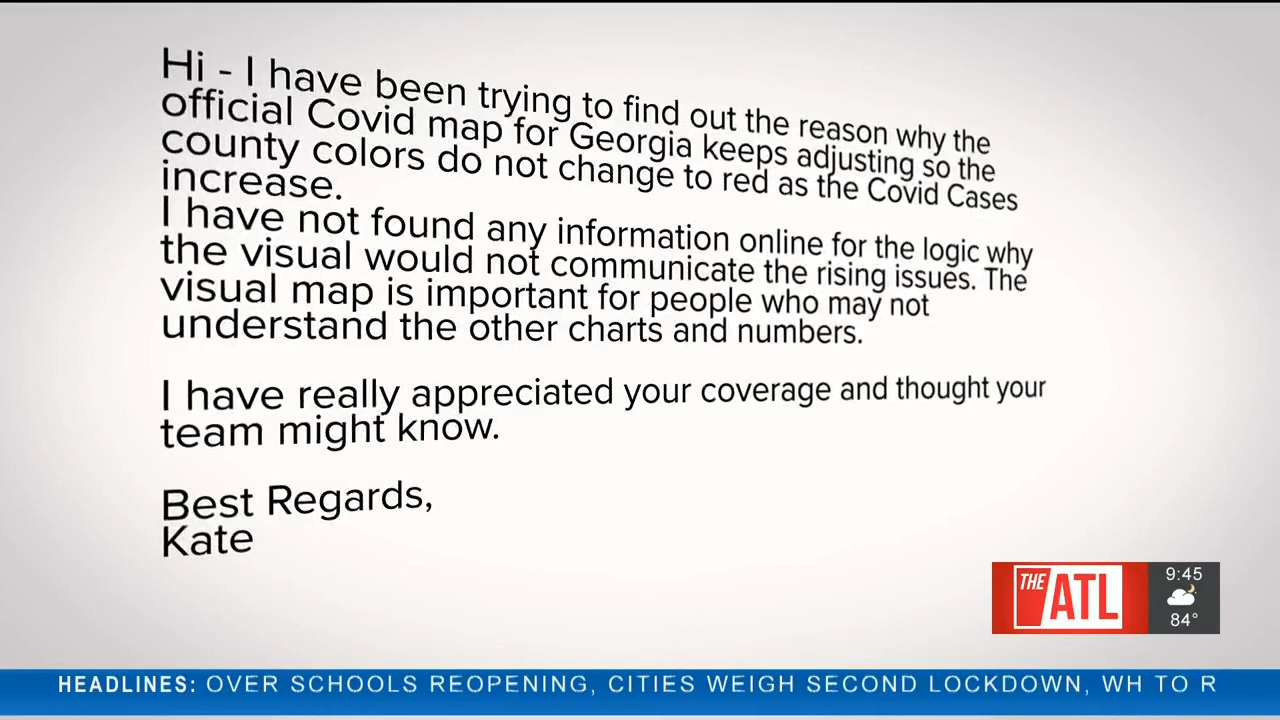 Hi - I have been trying to find out the reason why the
official Covid map for Georgia keeps adjusting so the
county colors do not change to red as the Covid Cases
increase.
I have not found any information online for the logic why
the visual would not communicate the rising issues. The
visual map is important for people who may not
understand the other charts and numbers.
I have really appreciated your coverage and thought your
team might know.
Best Regards,
Kate
THE ATL
9:45
84°
HEADLINES: OVER SCHOOLS REOPENING, CITIES WEIGH SECOND LOCKDOWN, WH TO R